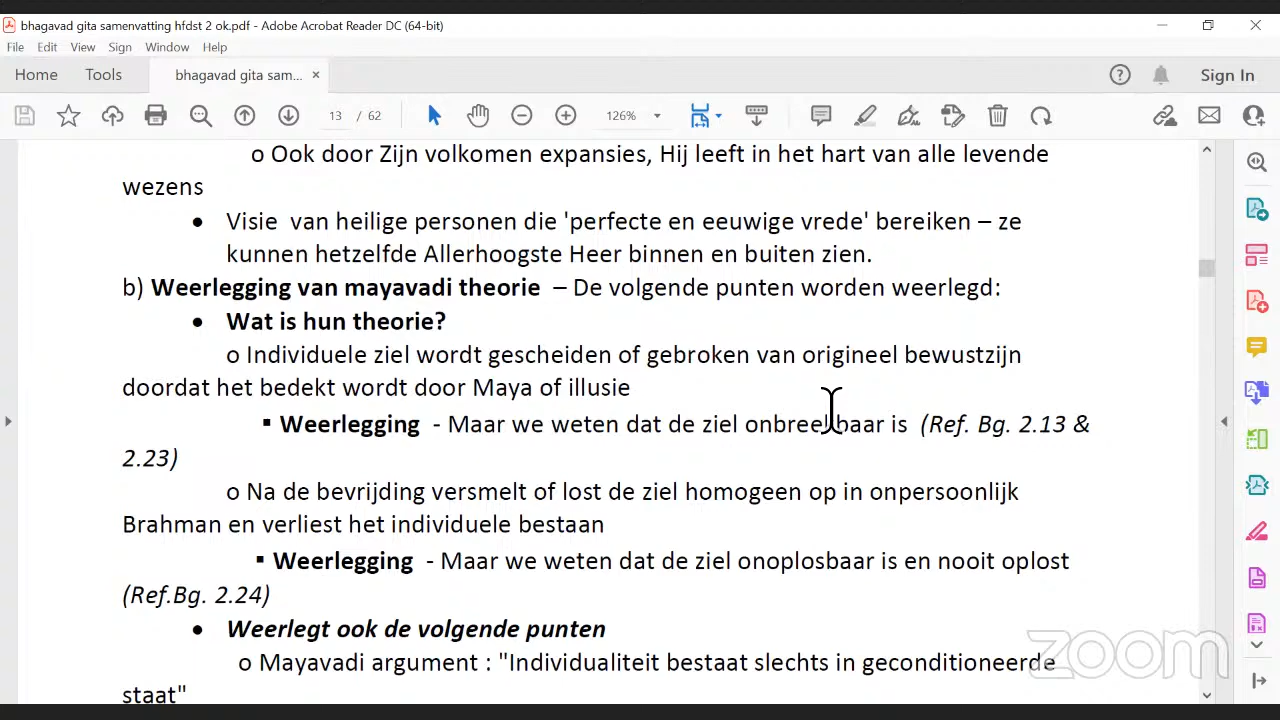 bhagavad gita samenvatting hfdst 2 ok.pdf - Adobe Acrobat Reader DC (64-bit)
File Edit View Sign Window Help
Home Tools bhagavad gita sam... × Sign In
13 / 62 126%
o Ook door Zijn volkomen expansies, Hij leeft in het hart van alle levende
wezens
• Visie van heilige personen die 'perfecte en eeuwige vrede' bereiken – ze
kunnen hetzelfde Allerhoogste Heer binnen en buiten zien.
b) Weerlegging van mayavadi theorie – De volgende punten worden weerlegd:
• Wat is hun theorie?
o Individuele ziel wordt gescheiden of gebroken van origineel bewustzijn
doordat het bedekt wordt door Maya of illusie
▪ Weerlegging - Maar we weten dat de ziel onbreekbaar is (Ref. Bg. 2.13 &
2.23)
o Na de bevrijding versmelt of lost de ziel homogeen op in onpersoonlijk
Brahman en verliest het individuele bestaan
▪ Weerlegging - Maar we weten dat de ziel onoplosbaar is en nooit oplost
(Ref.Bg. 2.24)
• Weerlegt ook de volgende punten
o Mayavadi argument : "Individualiteit bestaat slechts in geconditioneerde
staat"
zoom